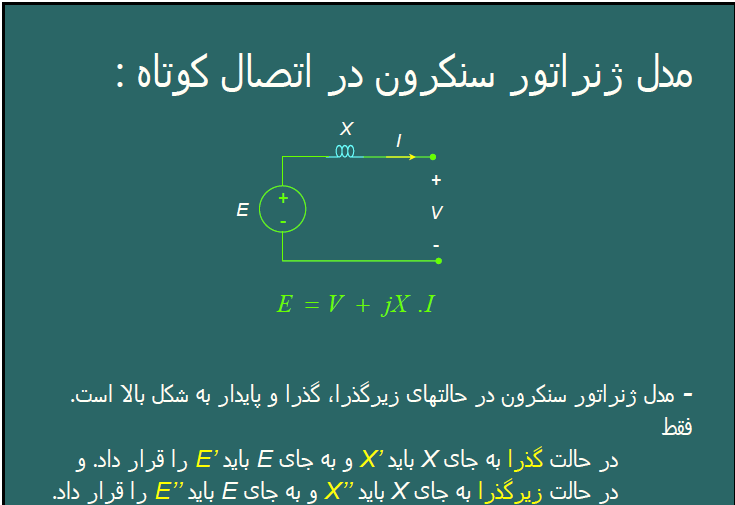 مدل ژنراتور سنکرون در اتصال کوتاه :
X
I
+
E
+
V
-
-
E = V + jX .I
- مدل ژنراتور سنکرون در حالتهای زیرگذرا، گذرا و پایدار به شکل بالا است.
فقط
در حالت گذرا به جای X باید X’ و به جای E باید E’ را قرار داد. و
در حالت زیرگذرا به جای X باید X’’ و به جای E باید E’’ را قرار داد.